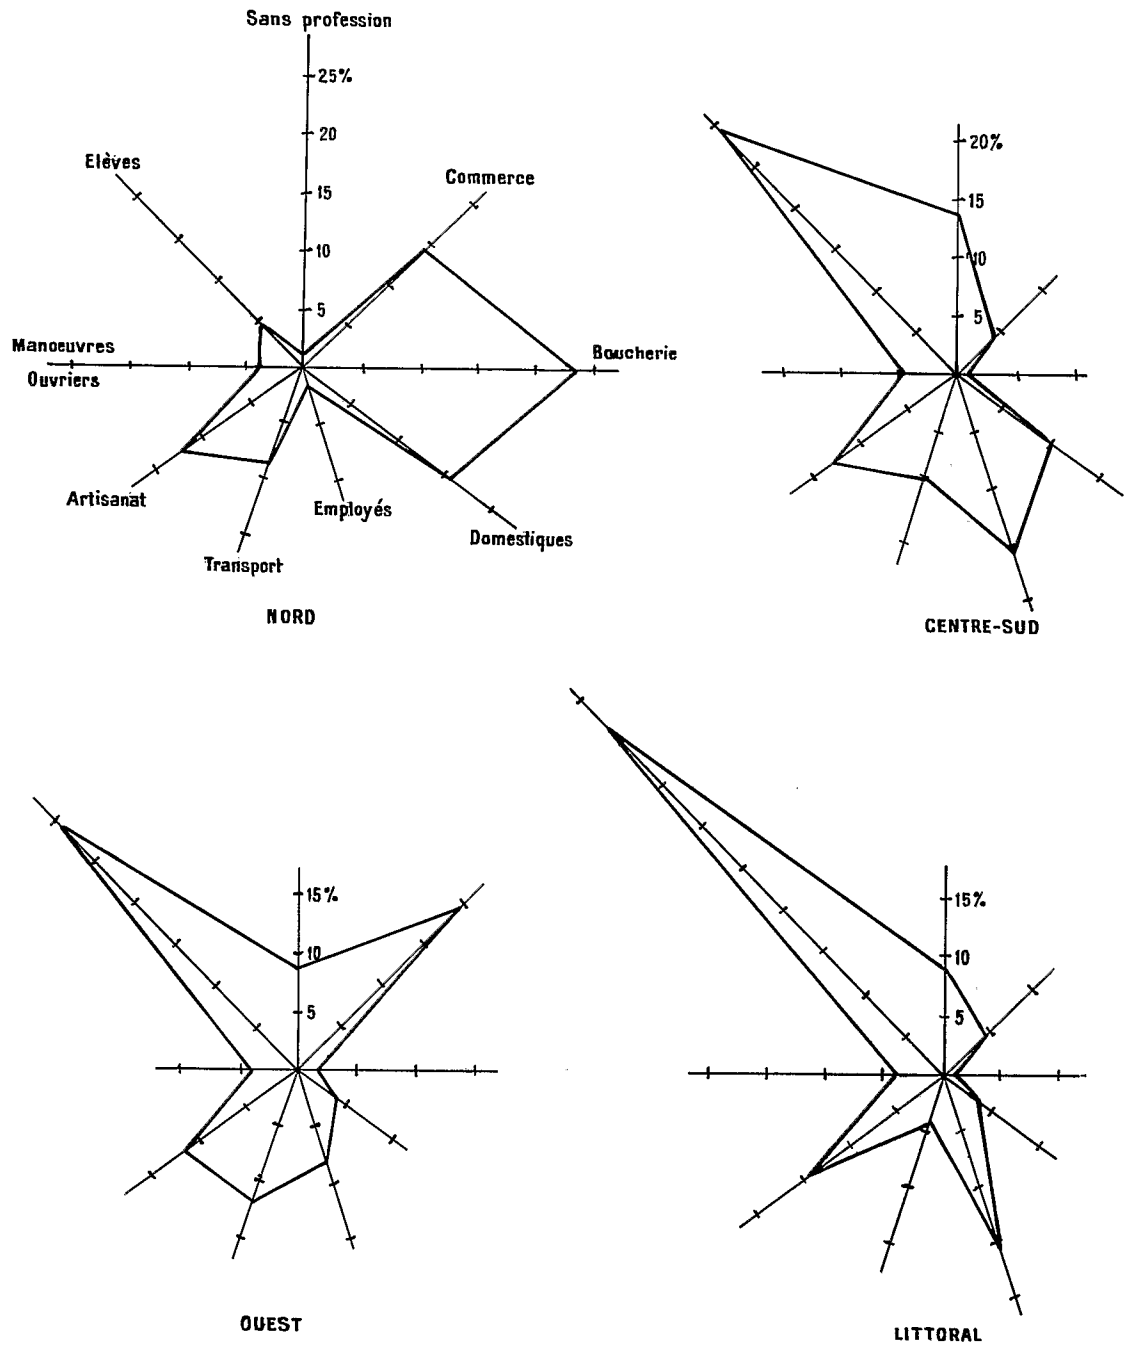 Sans profession
25%
20
15
10
5
Elèves
Commerce
Manoeuvres
Ouvriers
Boucherie
Artisanat
Employés
Domestiques
Transport
NORD
20%
15
10
5
CENTRE-SUD
15%
10
5
OUEST
15%
10
5
LITTORAL